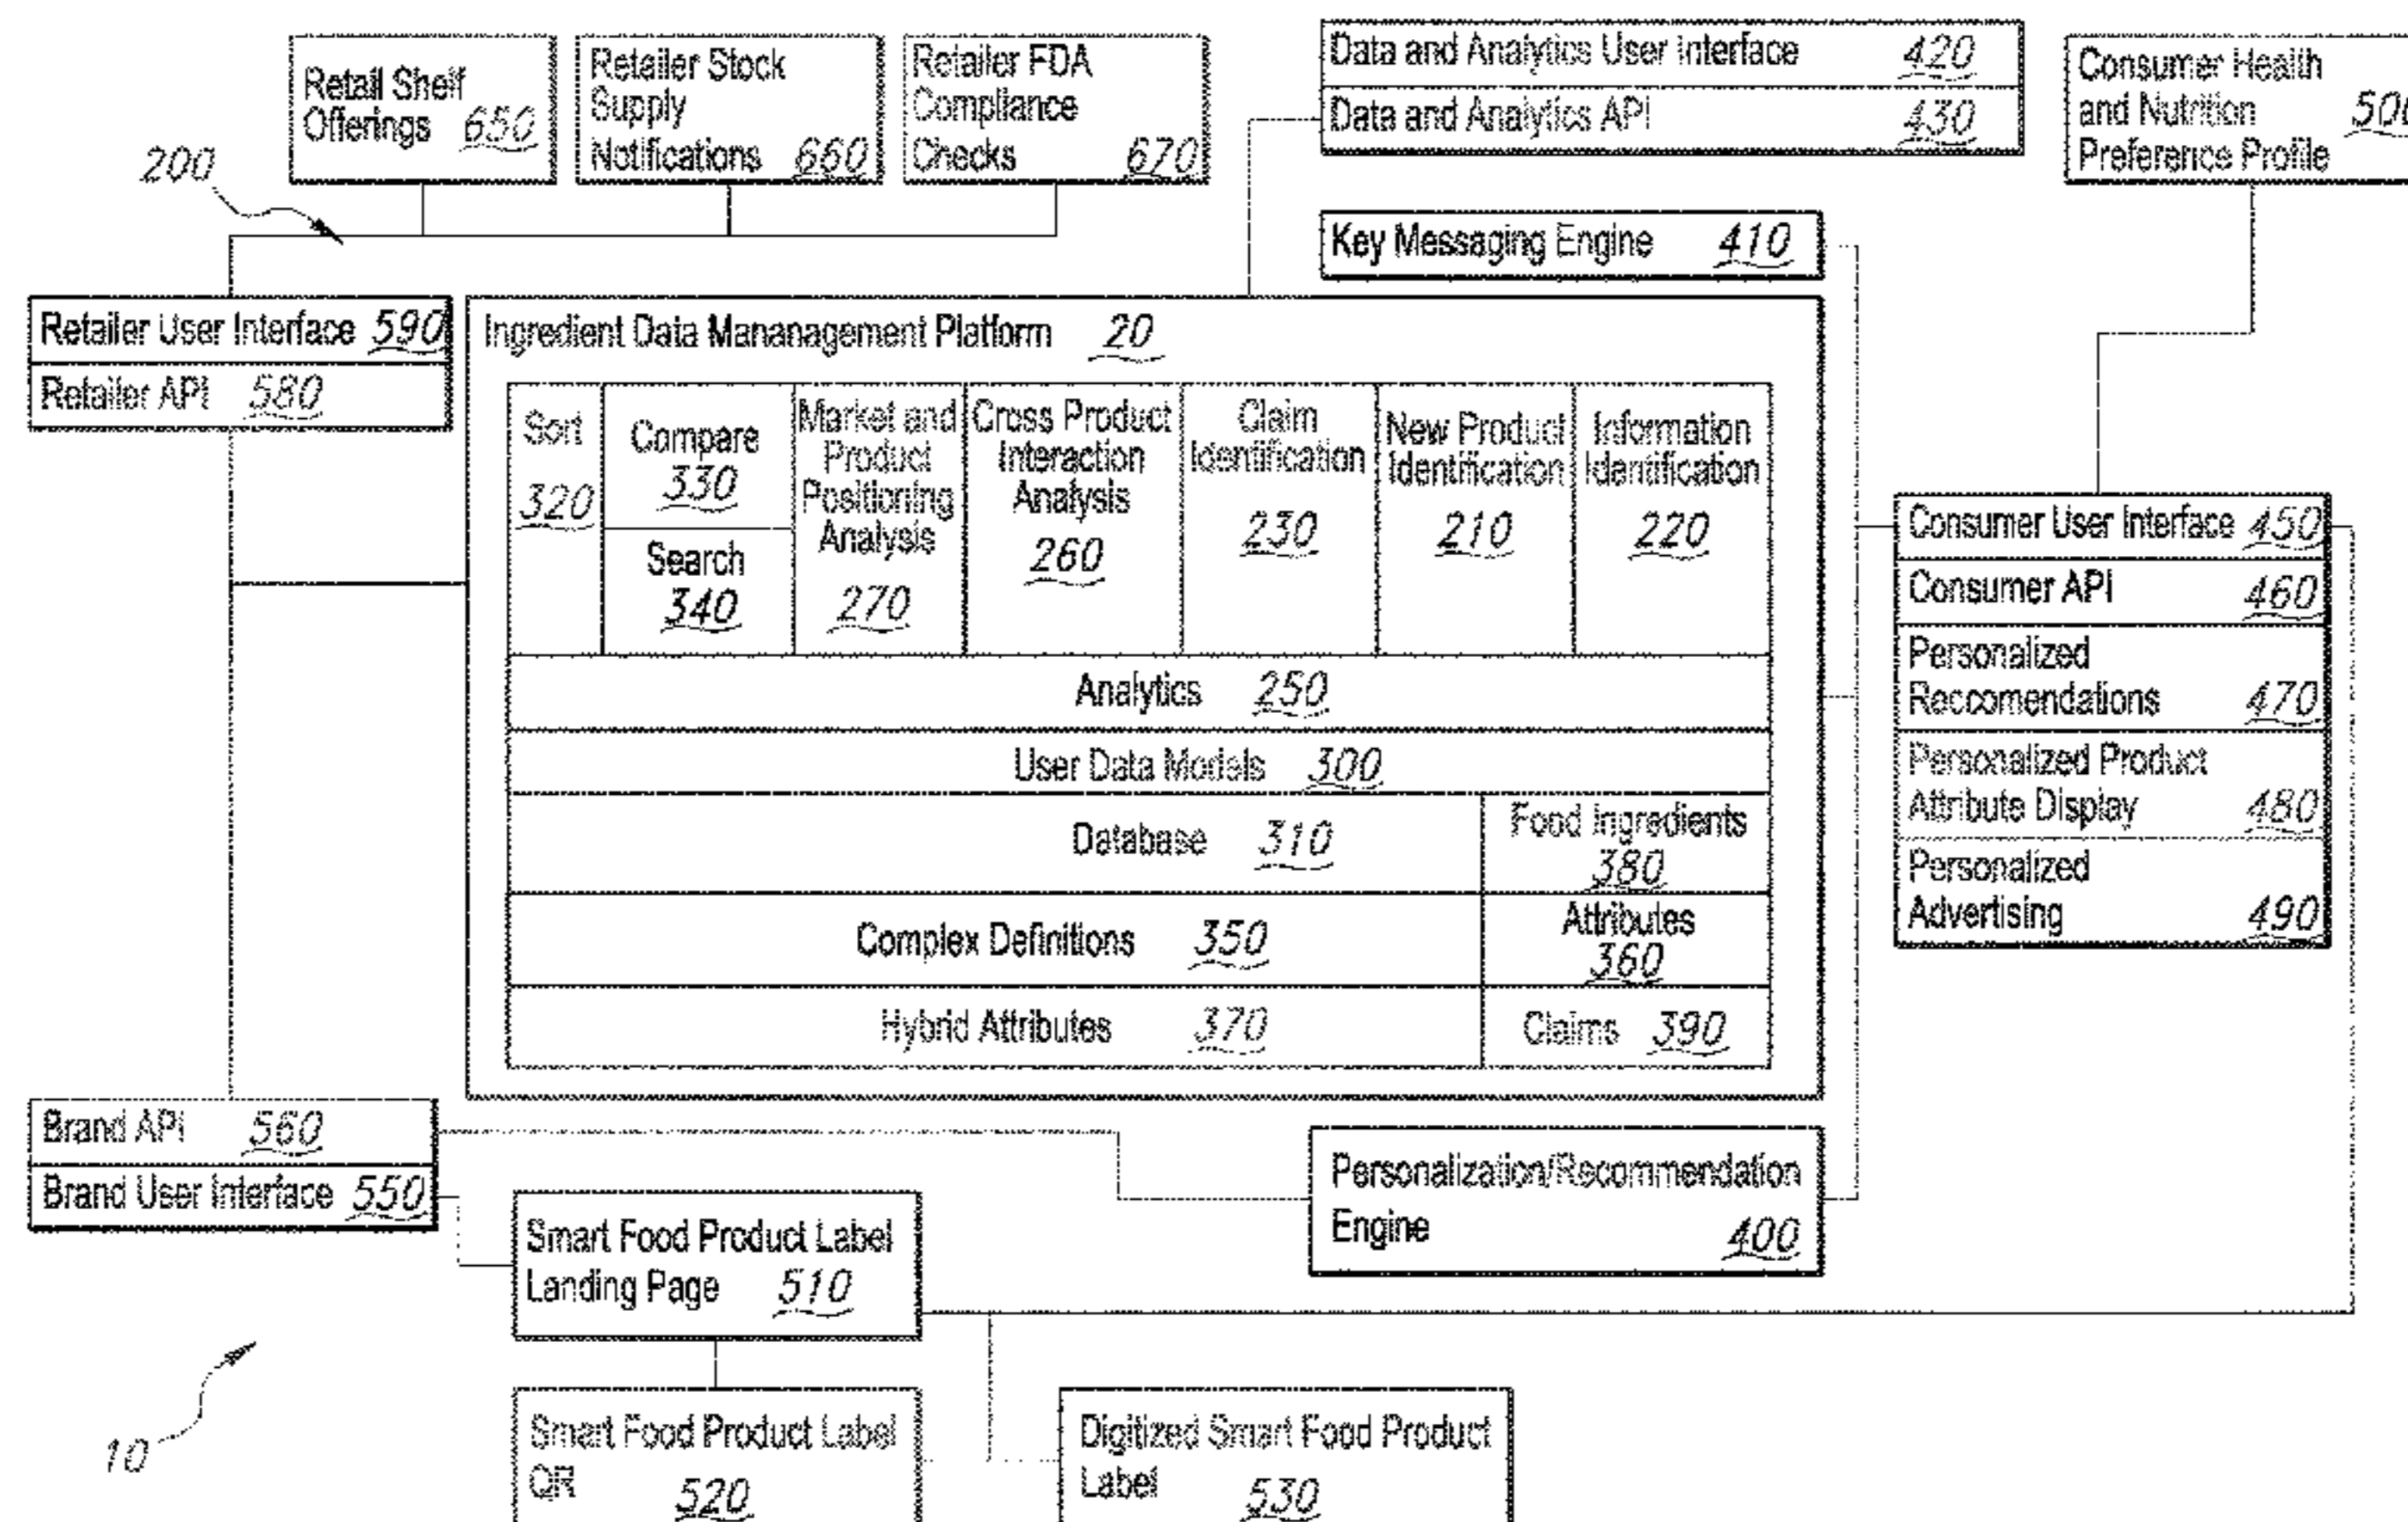 Retail Shelf
Offerings 650
Retailer Stock
Supply
Notifications 660
Retailer FDA
Compliance
Checks 670
Data and Analytics User Interface 420
Data and Analytics API 430
Consumer Health
and Nutrition
Preference Profile
200
Key Messaging Engine 410
Retailer User Interface 590
Retailer API 580
Ingredient Data Mananagement Platform 20
Sort
320
Compare
330
Search
340
Market and
Product
Positioning
Analysis
270
Cross Product
Interaction
Analysis
260
Claim
Identification
230
New Product
Identification
210
Information
Identification
220
Analytics 250
User Data Models 300
Database 310
Food Ingredients
380
Complex Definitions 350
Attributes
360
Hybrid Attributes 370
Claims 390
Consumer User Interface 450
Consumer API 460
Personalized
Reccomendations 470
Personalized Product
Attribute Display 480
Personalized
Advertising 490
Brand API 560
Brand User Interface 550
Personalization/Recommendation
Engine 400
Smart Food Product Label
Landing Page 510
10
Smart Food Product Label
QR 520
Digitized Smart Food Product
Label 530